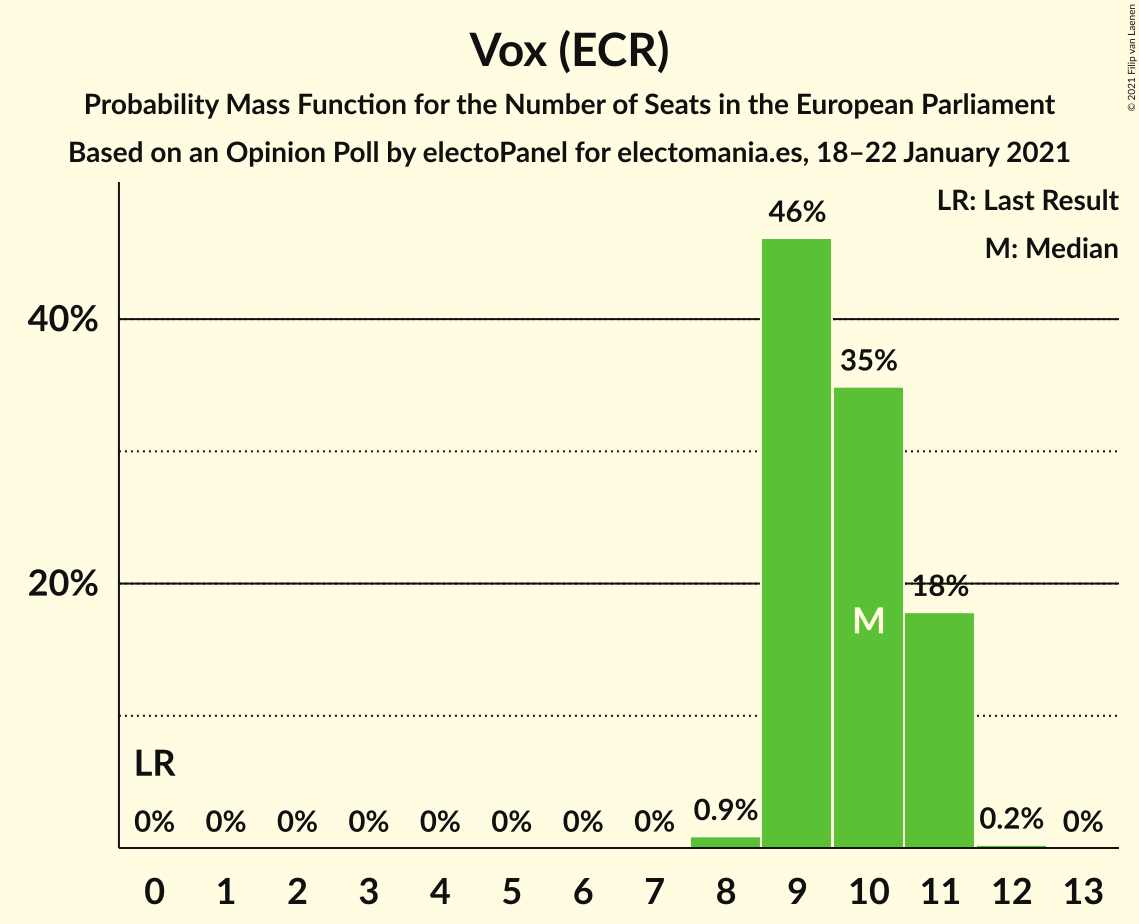 Vox (ECR)
Probability Mass Function for the Number of Seats in the European Parliament
Based on an Opinion Poll by electoPanel for electomania.es, 18–22 January 2021
© 2021 Filip van Laenen
LR: Last Result
M: Median
46%
40%
35%
20%
18%
M
LR
0% 0% 0% 0% 0% 0% 0% 0% 0.9% 0.2% 0%
0 1 2 3 4 5 6 7 8 9 10 11 12 13